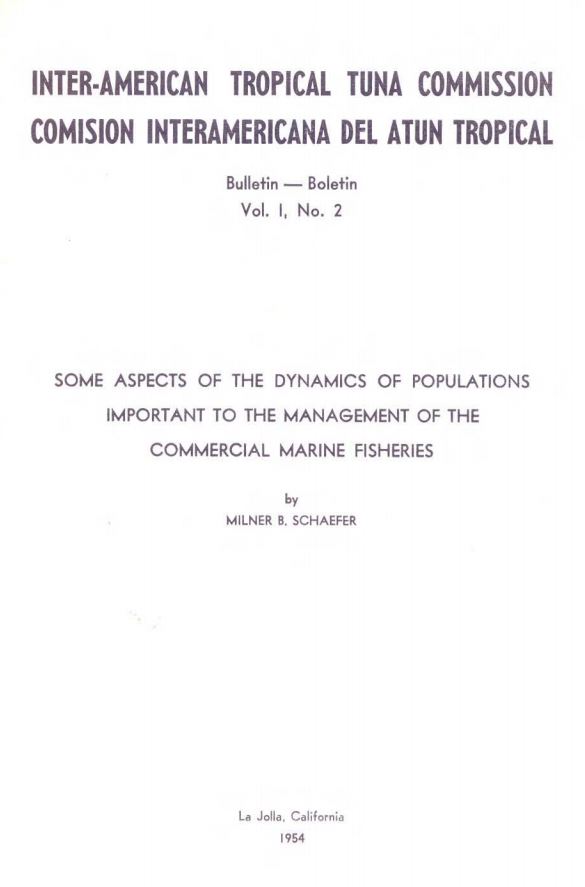 INTER-AMERICAN TROPICAL TUNA COMMISSION
COMISION INTERAMERICANA DEL ATUN TROPICAL
Bulletin — Boletin
Vol. I, No. 2
SOME ASPECTS OF THE DYNAMICS OF POPULATIONS
IMPORTANT TO THE MANAGEMENT OF THE
COMMERCIAL MARINE FISHERIES
by
MILNER B. SCHAEFER
La Jolla, California
1954